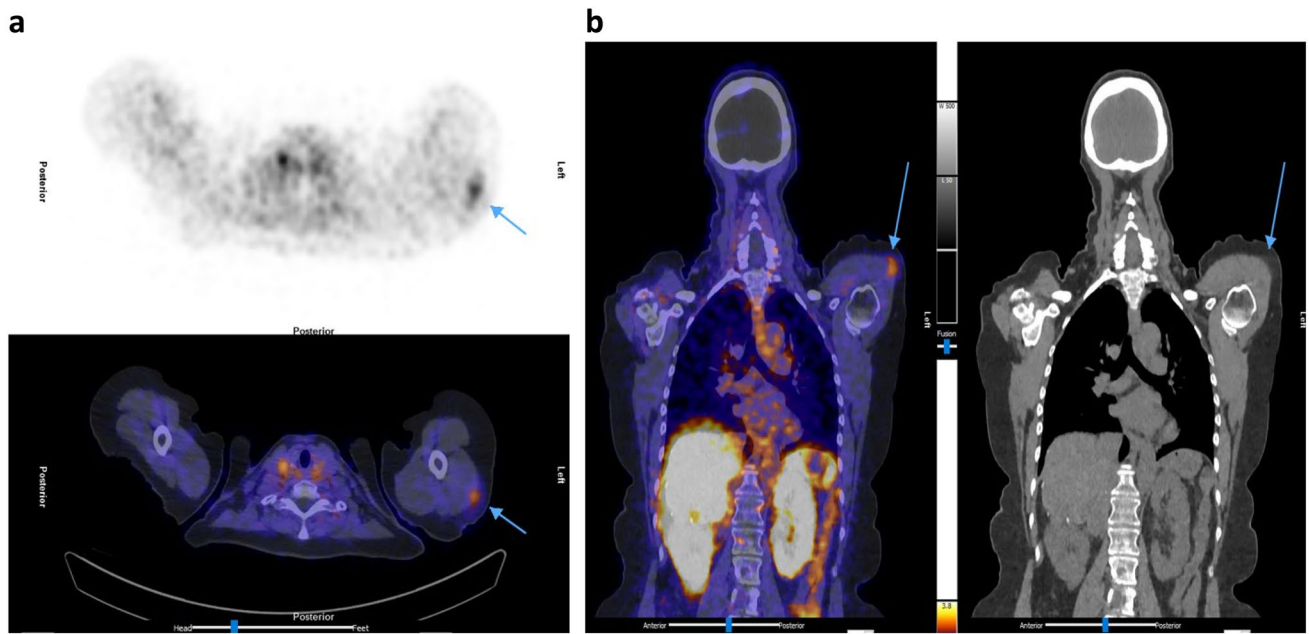 a
b
Posterior
Left
Posterior
Posterior
Left
Posterior
Head
Feet
Left
W 500
L 50
Fusion
3.8
Anterior
Posterior
Left
Anterior
Posterior